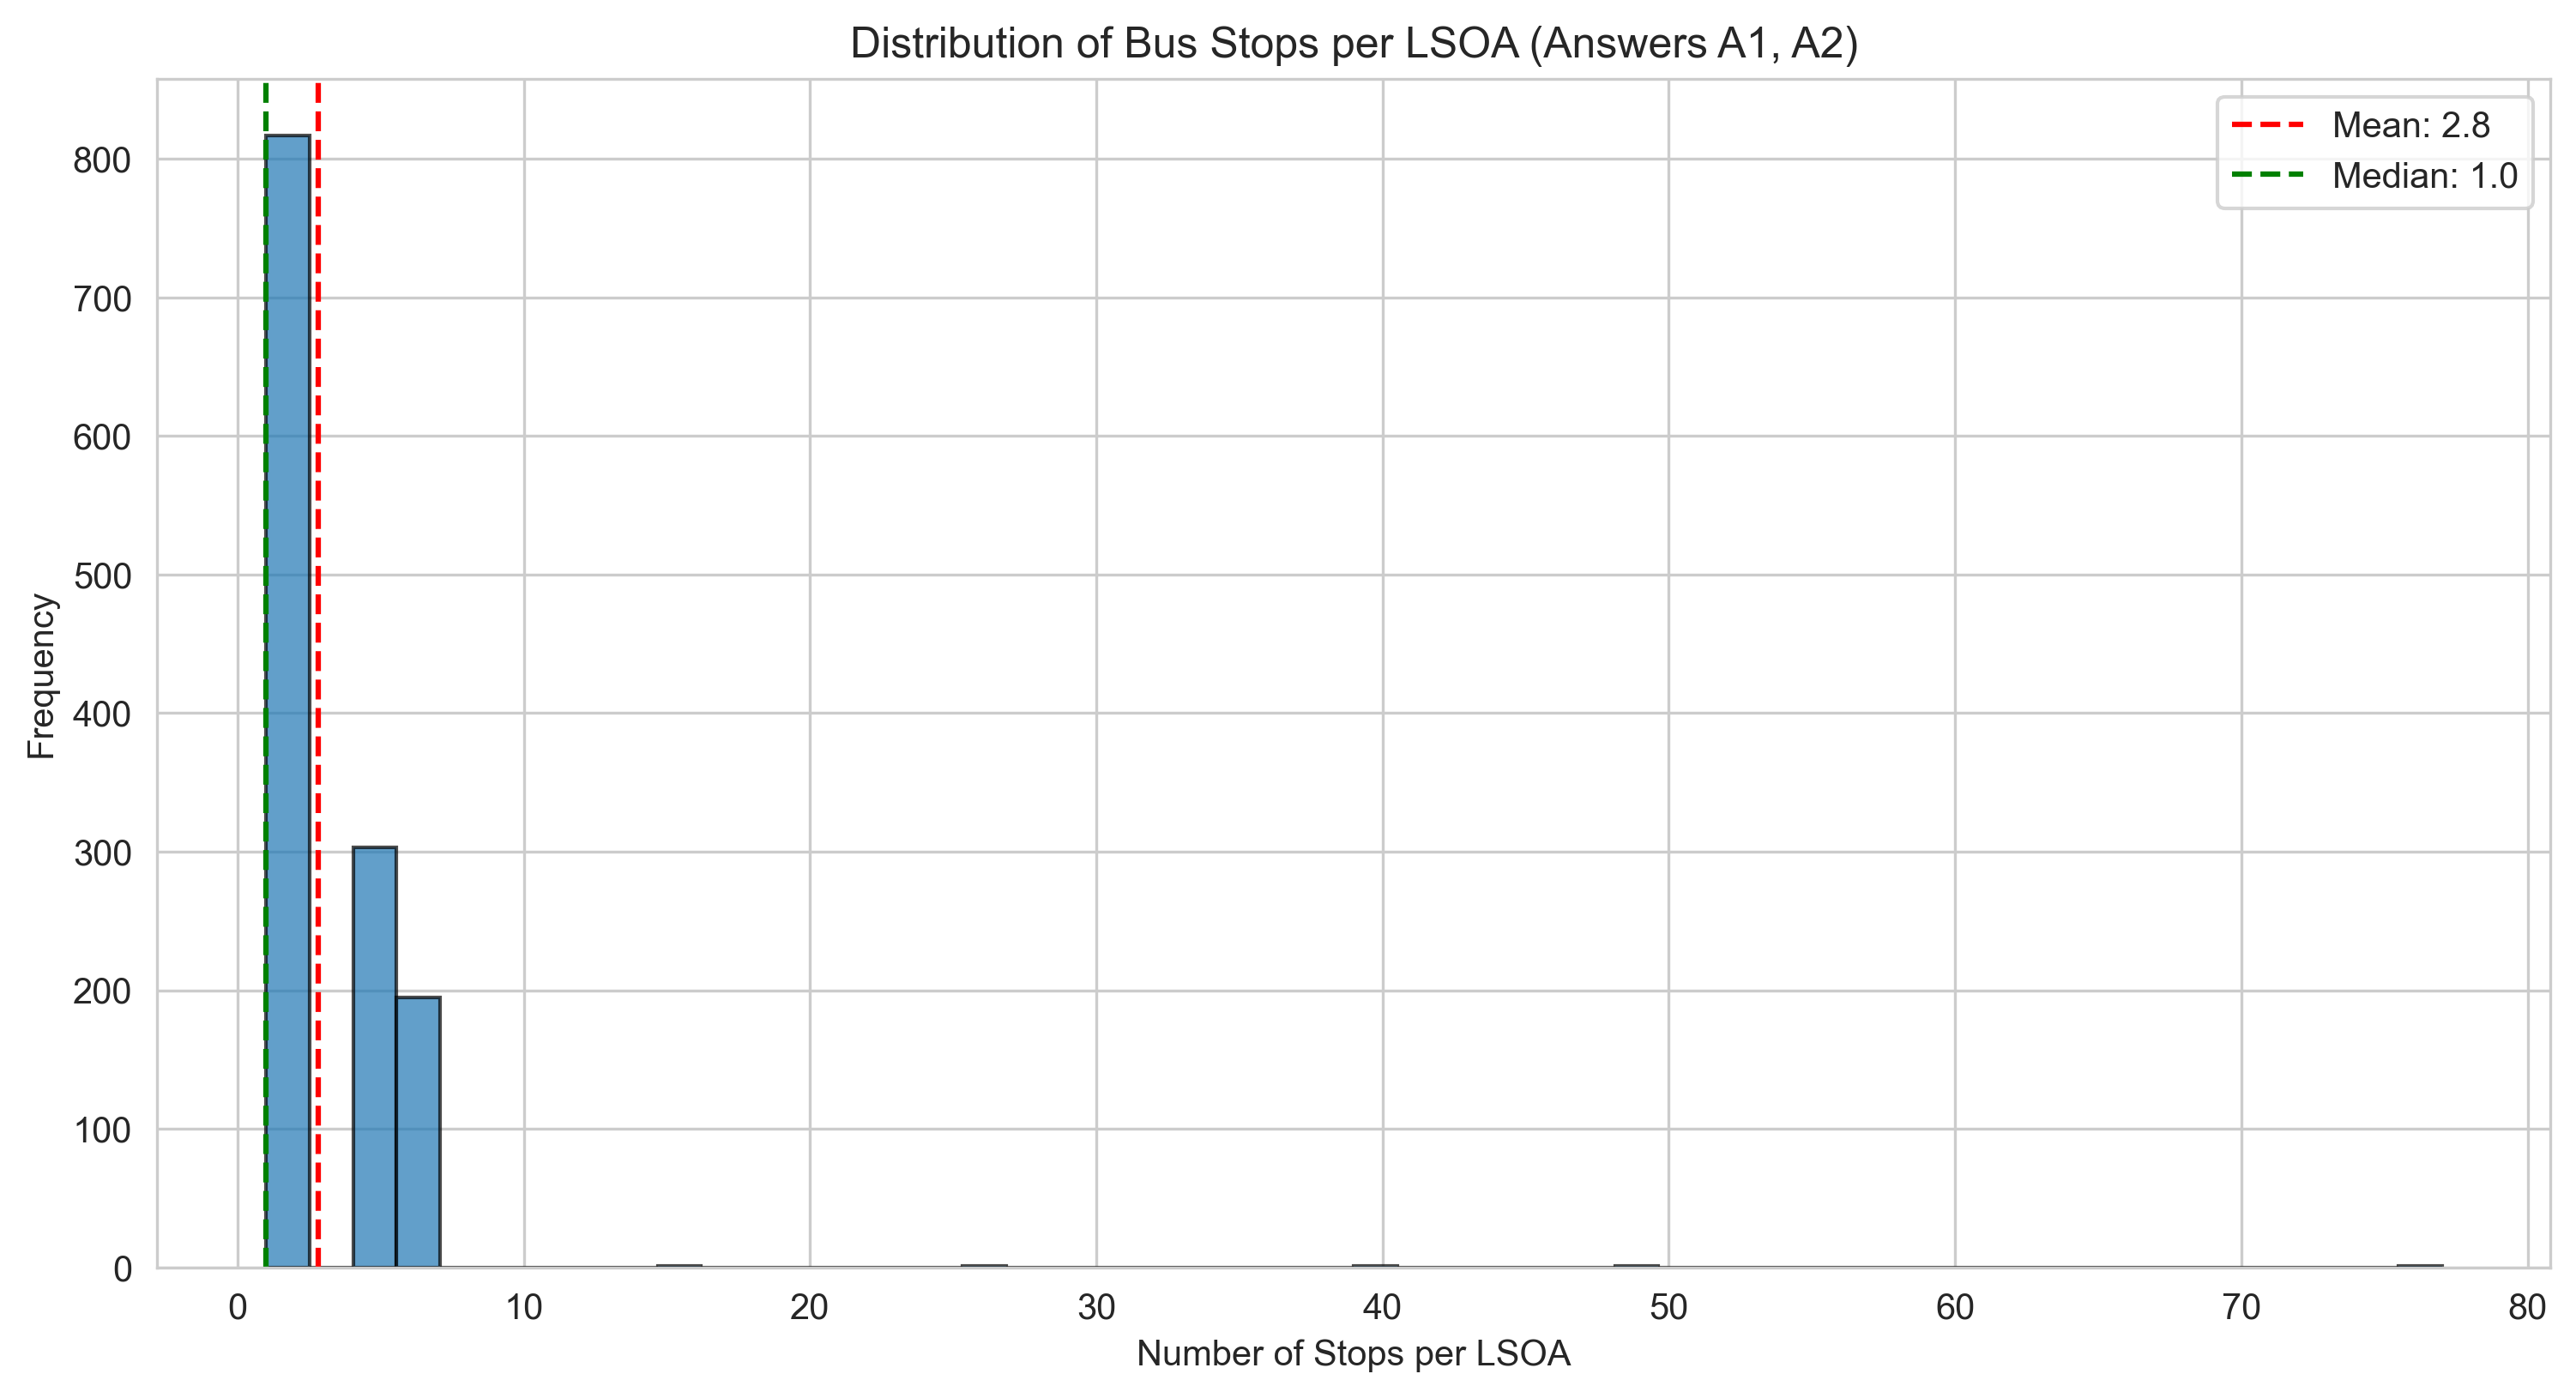 Distribution of Bus Stops per LSOA (Answers A1, A2)
Mean: 2.8
Median: 1.0
Frequency
800
700
600
500
400
300
200
100
0
0 10 20 30 40 50 60 70 80
Number of Stops per LSOA